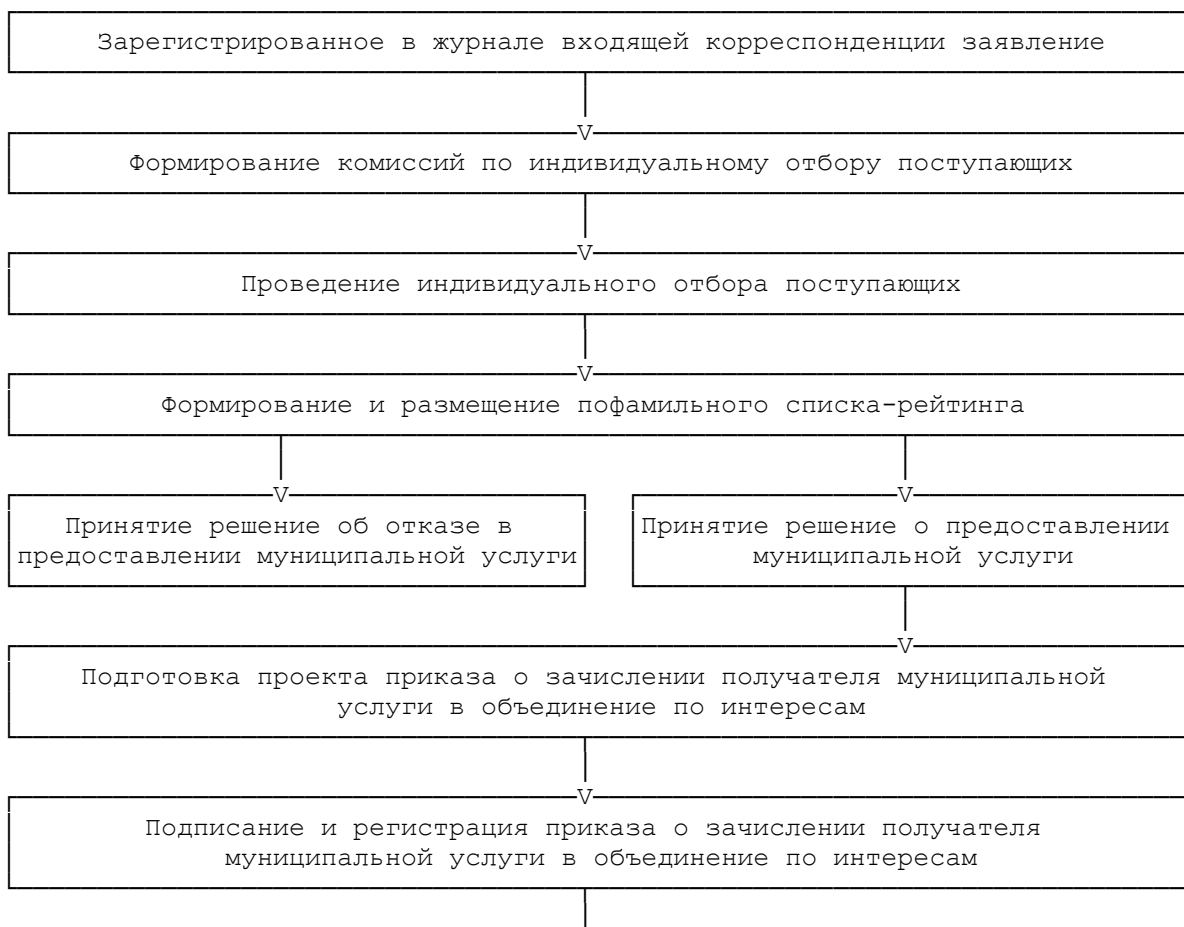 Зарегистрированное в журнале входящей корреспонденции заявление
V
Формирование комиссий по индивидуальному отбору поступающих
V
Проведение индивидуального отбора поступающих
V
Формирование и размещение пофамильного списка-рейтинга
V V
Принятие решение об отказе в
предоставлении муниципальной услуги
Принятие решение о предоставлении
муниципальной услуги
V
Подготовка проекта приказа о зачислении получателя муниципальной
услуги в объединение по интересам
V
Подписание и регистрация приказа о зачислении получателя
муниципальной услуги в объединение по интересам